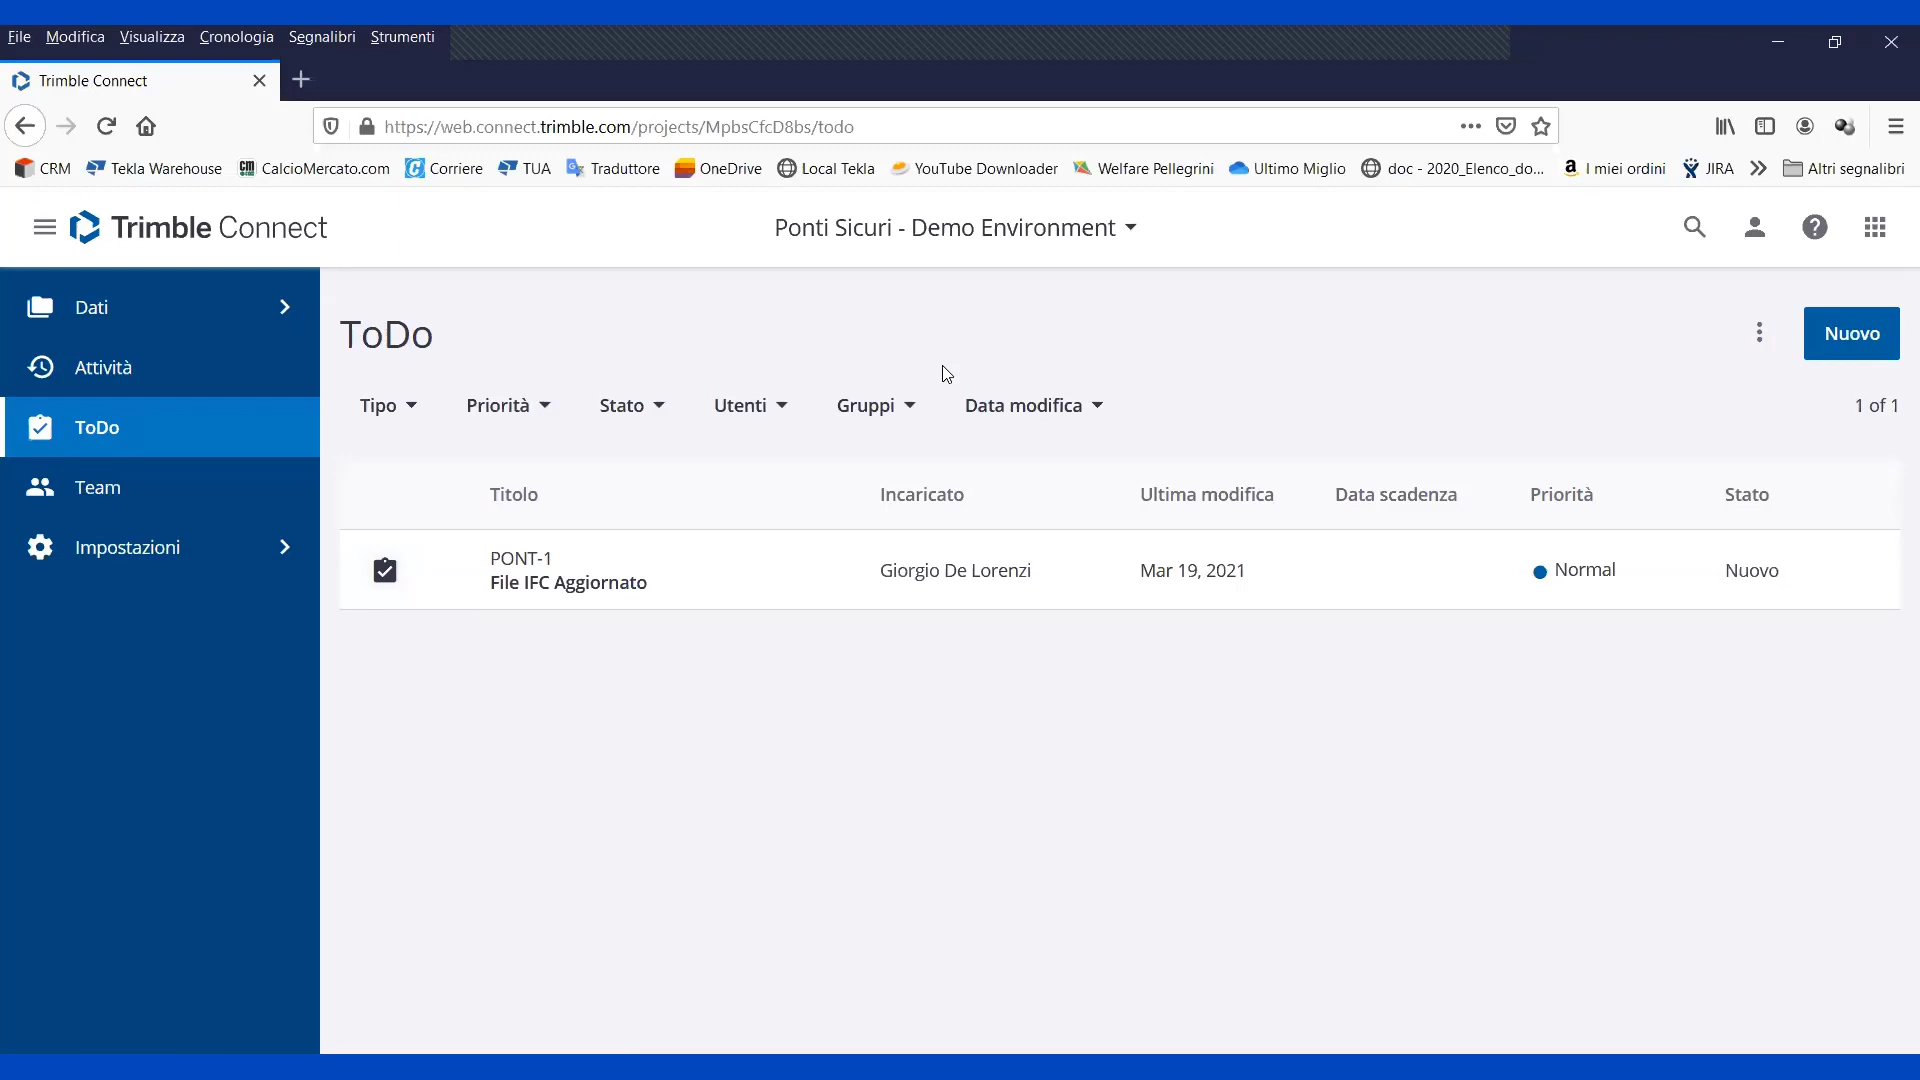 File Modifica Visualizza Cronologia Segnalibri Strumenti
Trimble Connect
https://web.connect.trimble.com/projects/MpbsCfcD8bs/todo
CRM Tekla Warehouse CalcioMercato.com Corriere TUA Traduttore OneDrive Local Tekla YouTube Downloader Welfare Pellegrini Ultimo Miglio doc - 2020_Elenco_do... I miei ordini JIRA Altri segnalibri
Trimble Connect Ponti Sicuri - Demo Environment
Dati
Attività
ToDo
Team
Impostazioni
ToDo Nuovo
Tipo Priorità Stato Utenti Gruppi Data modifica 1 of 1
Titolo Incaricato Ultima modifica Data scadenza Priorità Stato
PONT-1
File IFC Aggiornato Giorgio De Lorenzi Mar 19, 2021 Normal Nuovo